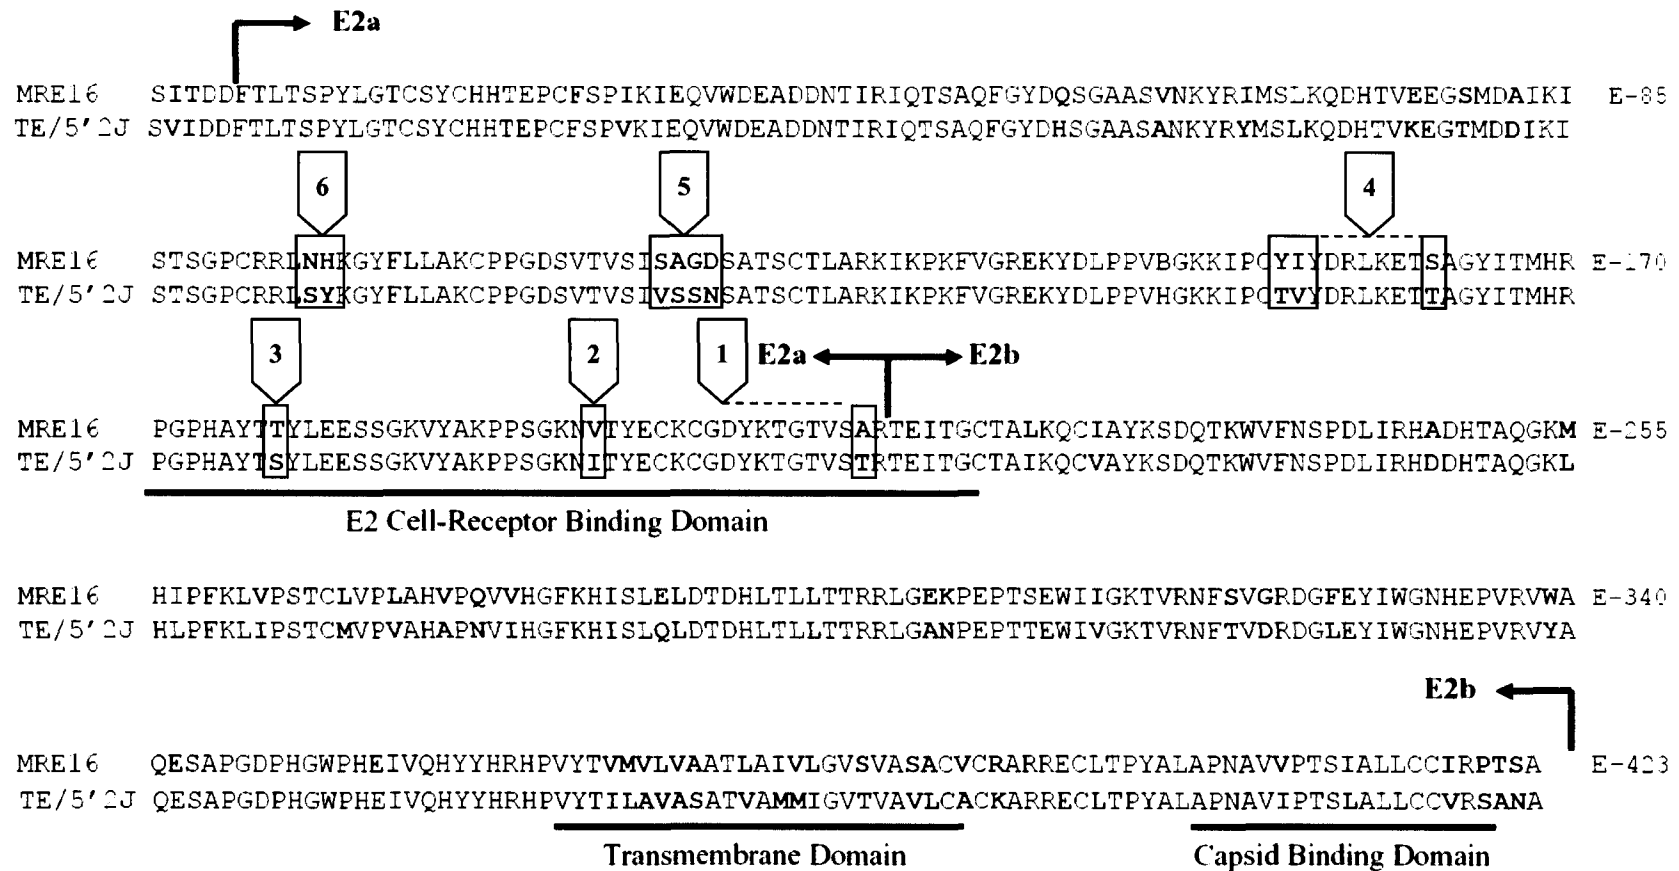 E2a
MRE16 SITDDFTLTSPYLGTCSYCHHTEPCFSPIKIEQVWDEADDNTIRIQTSAQFGYDQSGAASVNKYRIMSLKQDHTVEEGSMDAIKI E-85
TE/5'2J SVIDDFTLTSPYLGTCSYCHHTEPCFSPVKIEQVWDEADDNTIRIQTSAQFGYDHSGAASANKYRYMSLKQDHTVKEGTMDDIKI
6 5 4
MRE16 STSGPCRRLNHKGYFLLAKCPPGDSVTVSISAGDSATSCTLARKIKPKFVGREKYDLPPVBGKKIPCYIYDRLKETSAGYITMHR E-170
TE/5'2J STSGPCRRLSYKGYFLLAKCPPGDSVTVSIVSSNSATSCTLARKIKPKFVGREKYDLPPVHGKKIPCTVYDRLKETTAGYITMHR
3 2 1 E2a E2b
MRE16 PGPHAYTTYLEESSGKVYAKPPSGKNVTYECKCGDYKTGTVSARTEITGCTALKQCIAYKSDQTKWVFNSPDLIRHADHTAQGKM E-255
TE/5'2J PGPHAYTSYLEESSGKVYAKPPSGKNITYECKCGDYKTGTVSTRTEITGCTAIKQCVAYKSDQTKWVFNSPDLIRHDDHTAQGKL
E2 Cell-Receptor Binding Domain
MRE16 HIPFKLVPSTCLVPLAHVPQVVHGFKHISLELDTDHLTLLTTRRLGEKPEPTSEWIIGKTVRNFSVGRDGFEYIWGNHEPVRVWA E-340
TE/5'2J HLPFKLIPSTCMVPVAHAPNVIHGFKHISLQLDTDHLTLLTTRRLGANPEPTTEWIVGKTVRNFTVDRDGLEYIWGNHEPVRVYA
E2b
MRE16 QESAPGDPHGWPHEIVQHYYHRHPVYTVMVLVAATLAIVLGVSVASACVCRARRECLTPYALAPNAVVPTSIALLCCIRPTSA E-423
TE/5'2J QESAPGDPHGWPHEIVQHYYHRHPVYTILAVASATVAMMIGVTVAVLCACKARRECLTPYALAPNAVIPTSLALLCCVRSANA
Transmembrane Domain Capsid Binding Domain